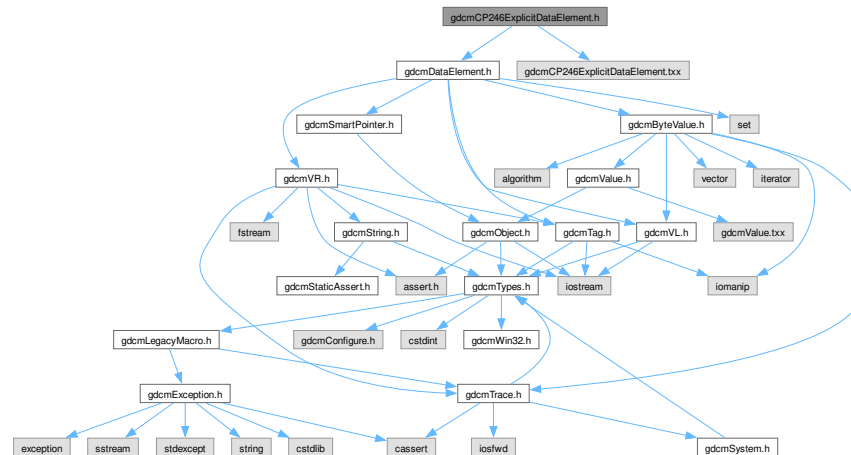 gdcmCP246ExplicitDataElement.h
gdcmDataElement.h
gdcmCP246ExplicitDataElement.txx
gdcmSmartPointer.h
gdcmByteValue.h
set
gdcmVR.h
algorithm
gdcmValue.h
vector
iterator
fstream
gdcmString.h
gdcmObject.h
gdcmTag.h
gdcmVL.h
gdcmValue.txx
gdcmStaticAssert.h
assert.h
gdcmTypes.h
iostream
iomanip
gdcmLegacyMacro.h
gdcmConfigure.h
cstdint
gdcmWin32.h
gdcmException.h
gdcmTrace.h
exception
sstream
stdexcept
string
cstdlib
cassert
iosfwd
gdcmSystem.h